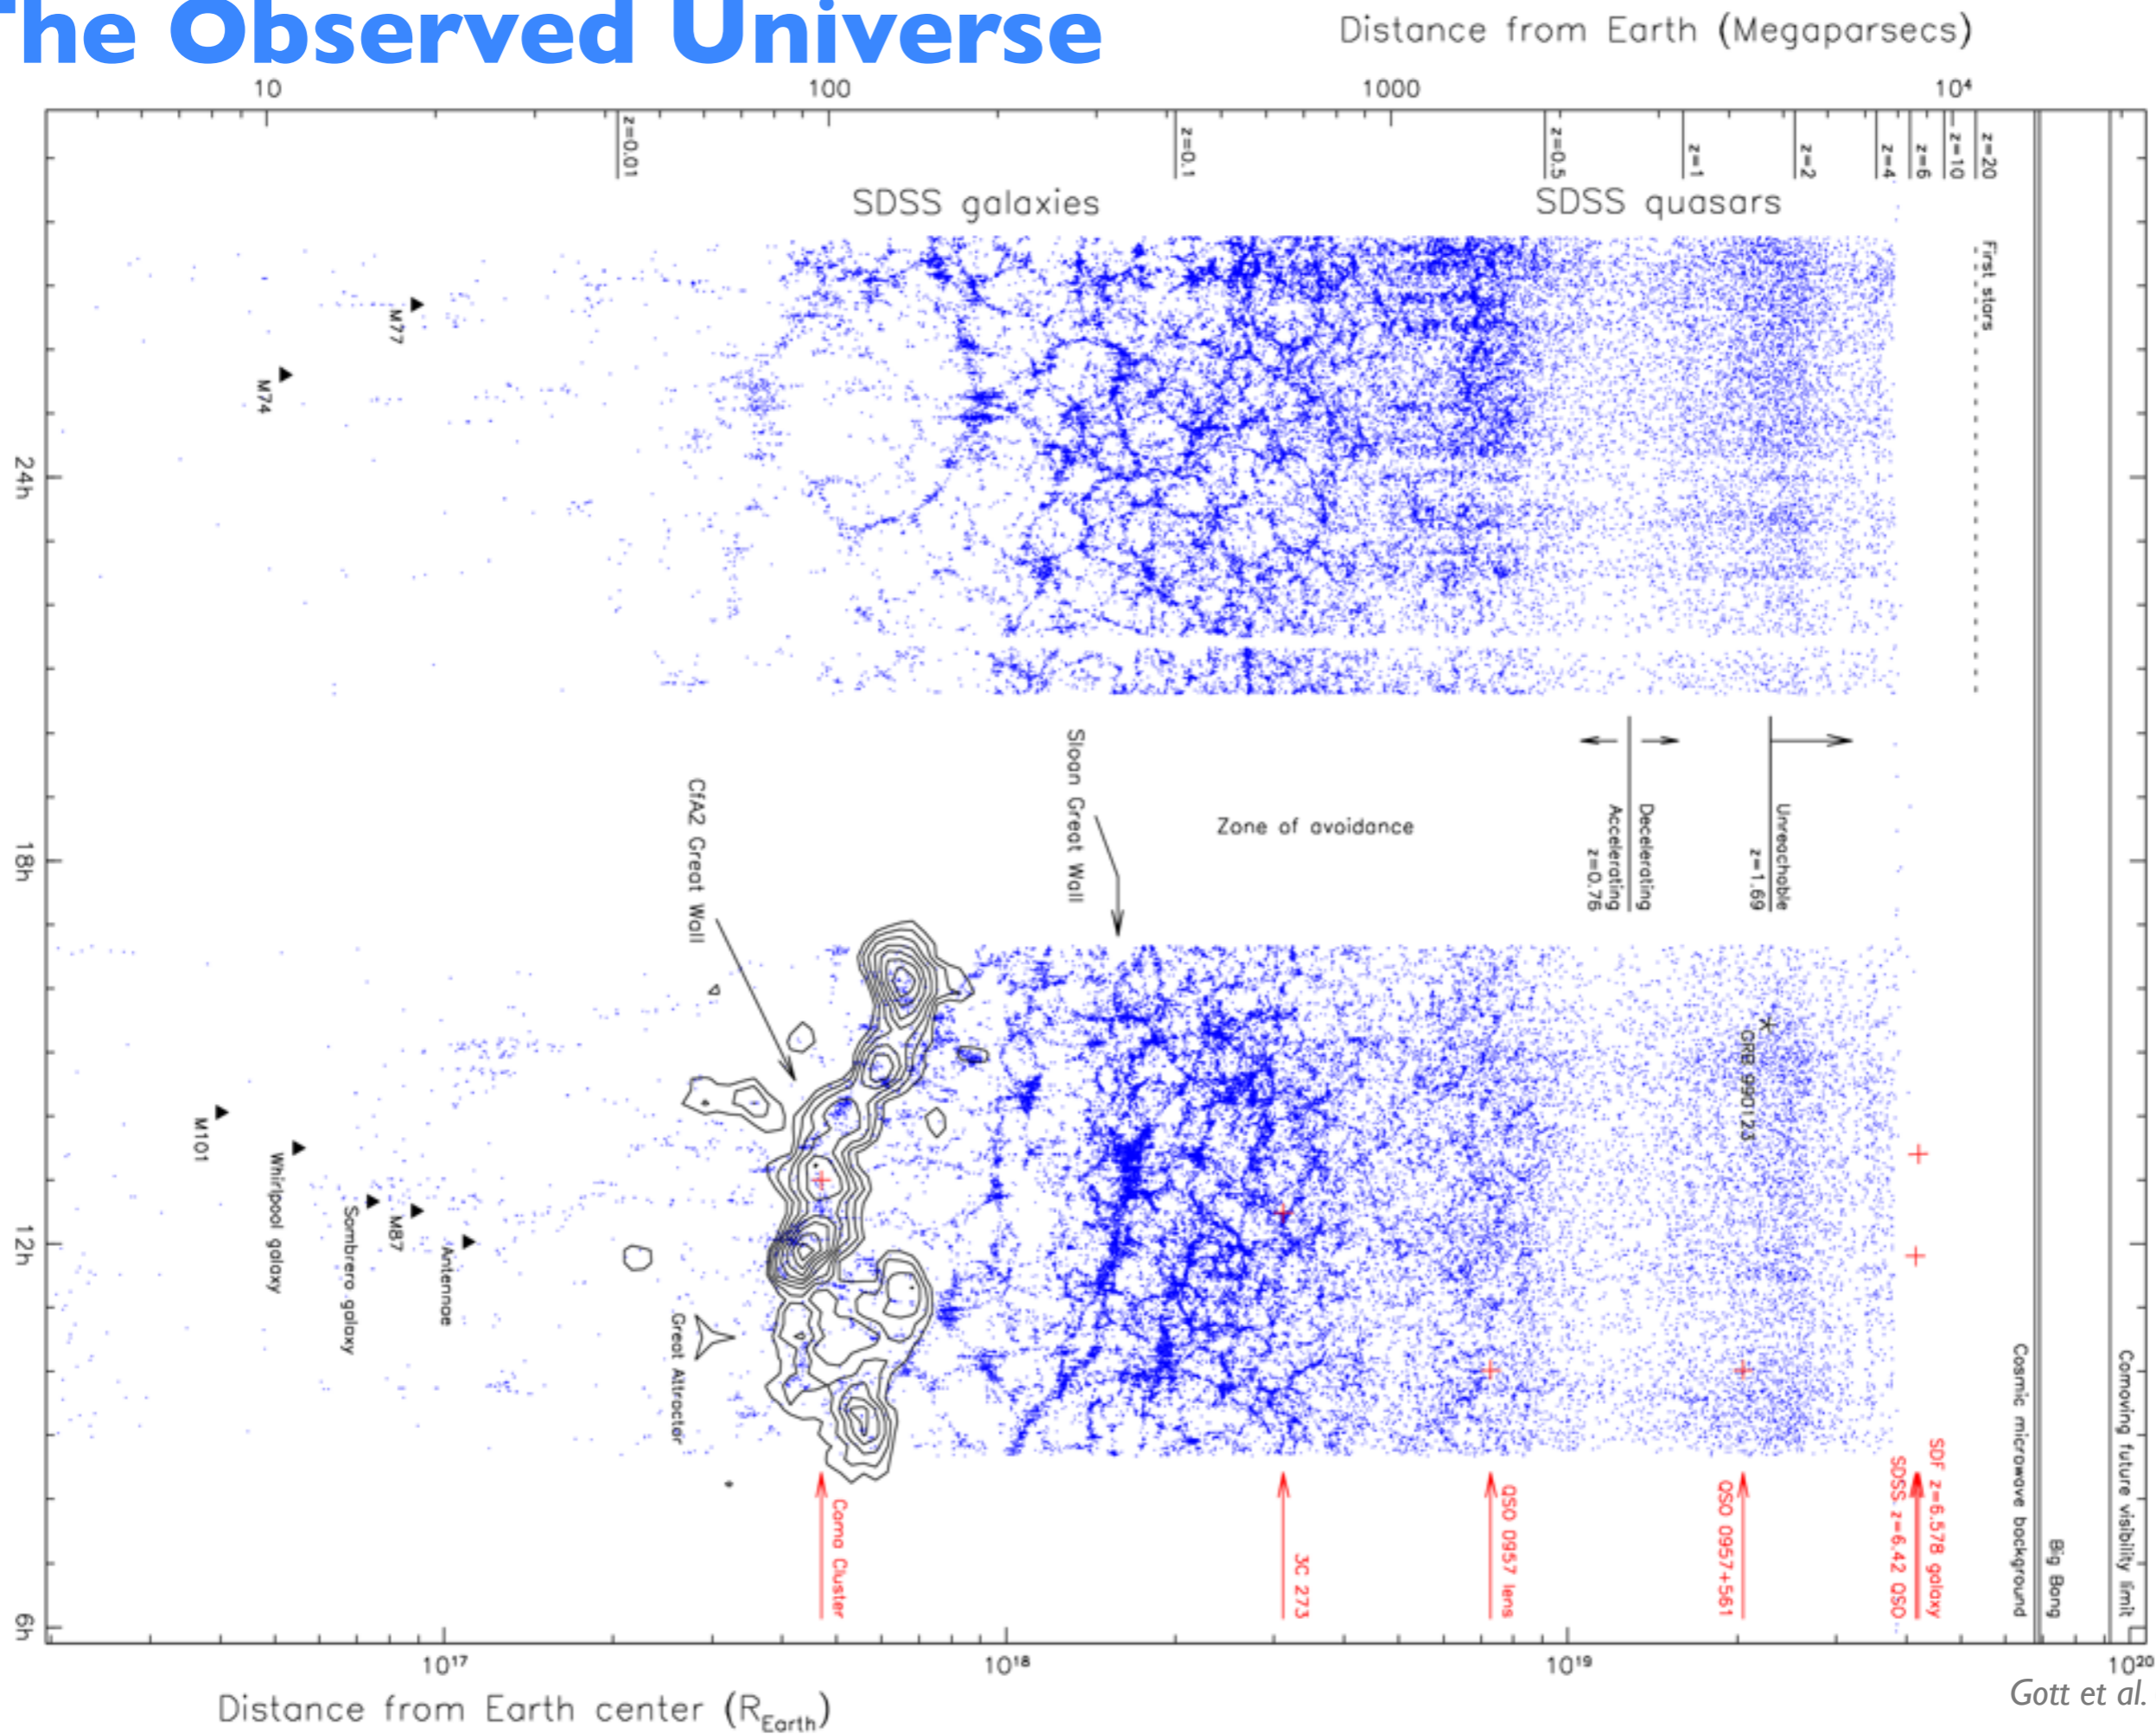 he Observed Universe
Distance from Earth (Megaparsecs)
10
100
1000
10⁴
z=0.01
z=0.1
z=0.5
z=1
z=2
z=4
z=6
z=10
z=20
SDSS galaxies
SDSS quasars
First stars
M77
M74
24h
Sloan Great Wall
CfA2 Great Wall
Zone of avoidance
Accelerating
z=0.76
Decelerating
Unreachable
z=1.69
18h
GRB 990123
M101
Whirlpool galaxy
Sombrero galaxy
M87
Antennae
12h
Great Attractor
Coma Cluster
3C 273
QSO 0957 lens
QSO 0957+561
SDSS z=6.42 QSO
SDF z=6.578 galaxy
Cosmic microwave background
Big Bang
Comoving future visibility limit
6h
10¹⁷
10¹⁸
10¹⁹
10²⁰
Distance from Earth center (R_Earth)
Gott et al.